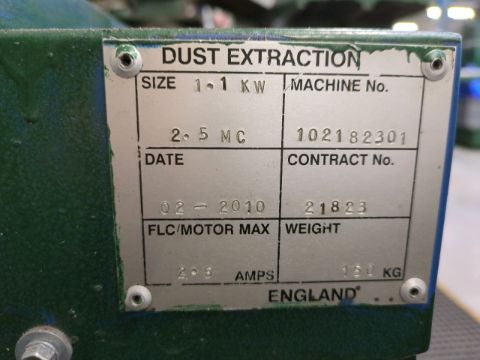 DUST EXTRACTION
SIZE 1.1 KW MACHINE No.
2.5 MC 102182301
DATE CONTRACT No.
02-2010 21823
FLC/MOTOR MAX WEIGHT
AMPS KG
ENGLAND